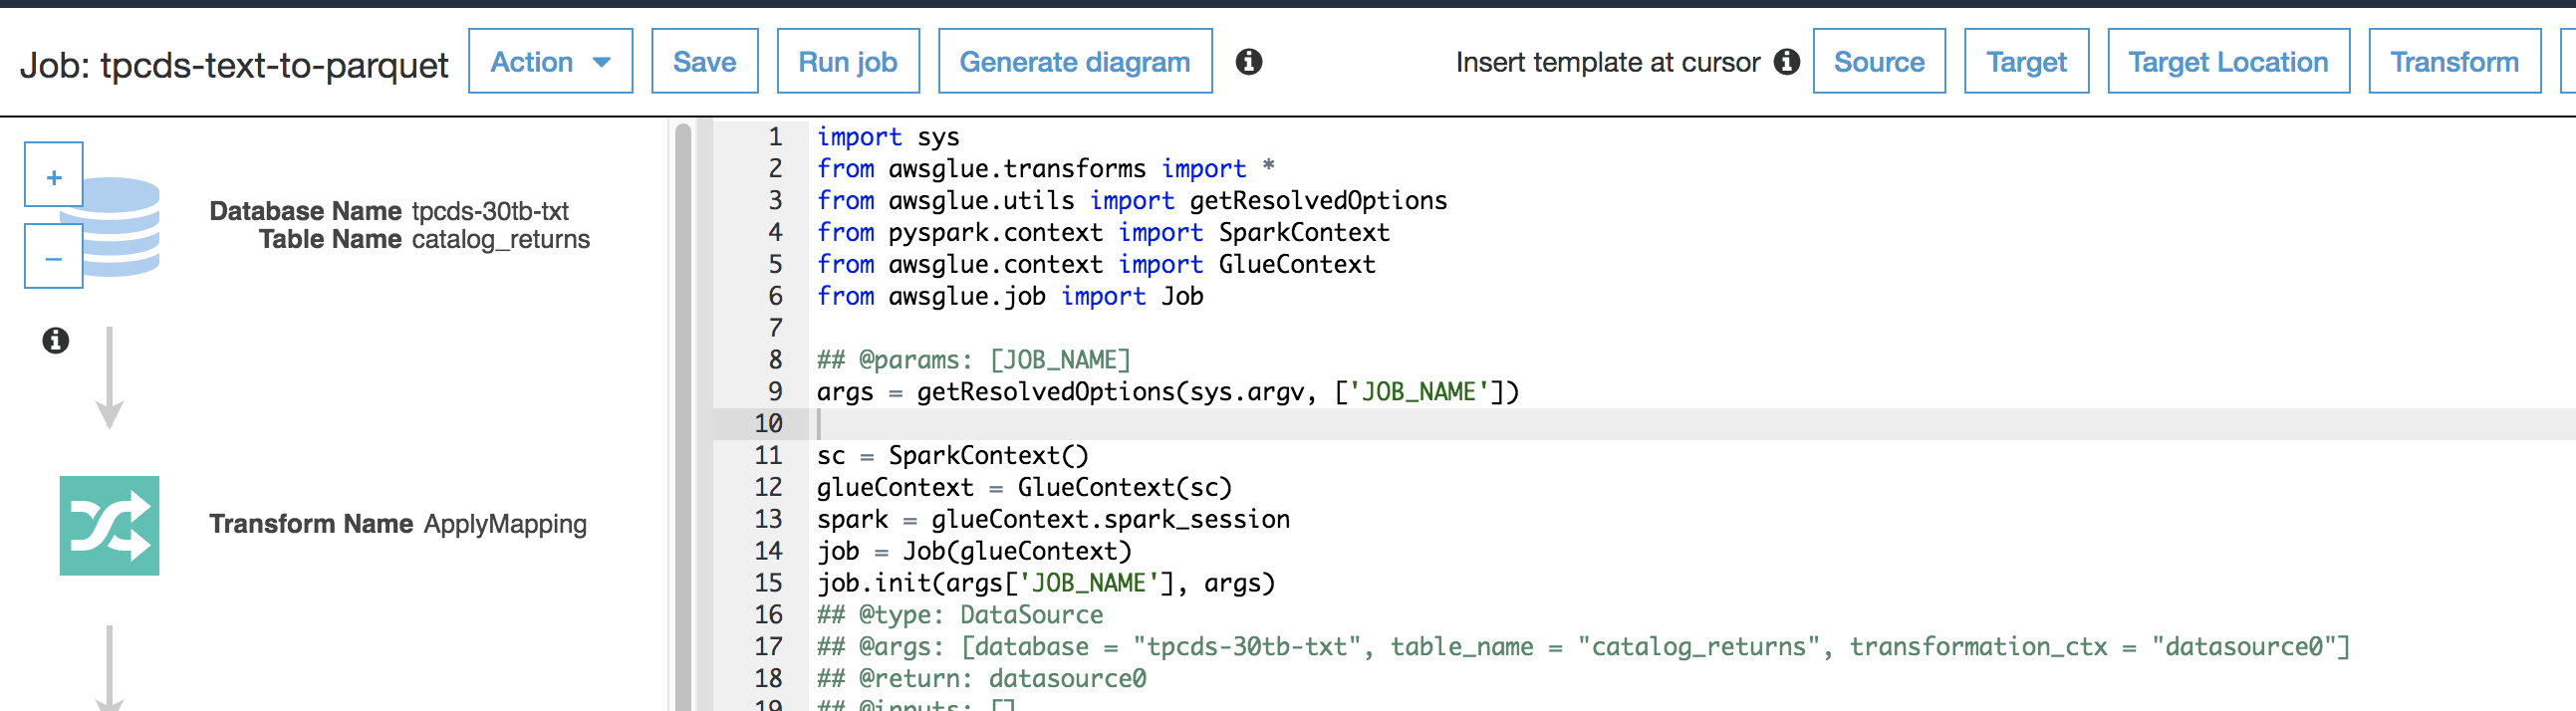 Job: tpcds-text-to-parquet Action Save Run job Generate diagram Insert template at cursor Source Target Target Location Transform
+
−
Database Name tpcds-30tb-txt
Table Name catalog_returns
Transform Name ApplyMapping
1 import sys
2 from awsglue.transforms import *
3 from awsglue.utils import getResolvedOptions
4 from pyspark.context import SparkContext
5 from awsglue.context import GlueContext
6 from awsglue.job import Job
7
8 ## @params: [JOB_NAME]
9 args = getResolvedOptions(sys.argv, ['JOB_NAME'])
10
11 sc = SparkContext()
12 glueContext = GlueContext(sc)
13 spark = glueContext.spark_session
14 job = Job(glueContext)
15 job.init(args['JOB_NAME'], args)
16 ## @type: DataSource
17 ## @args: [database = "tpcds-30tb-txt", table_name = "catalog_returns", transformation_ctx = "datasource0"]
18 ## @return: datasource0
19 ## @inputs: []